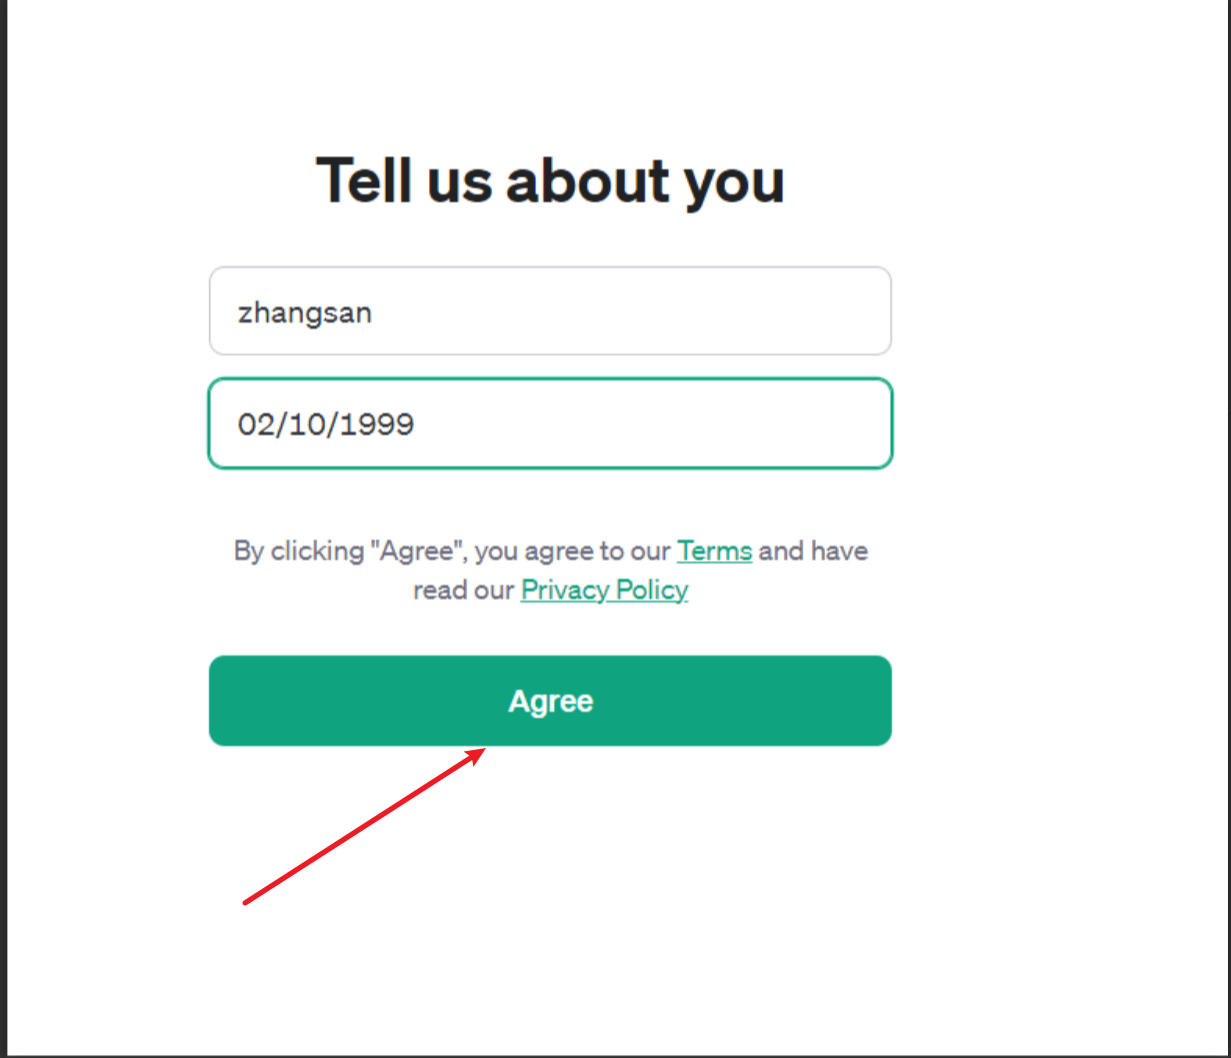 Tell us about you
zhangsan
02/10/1999
By clicking "Agree", you agree to our Terms and have
read our Privacy Policy
Agree